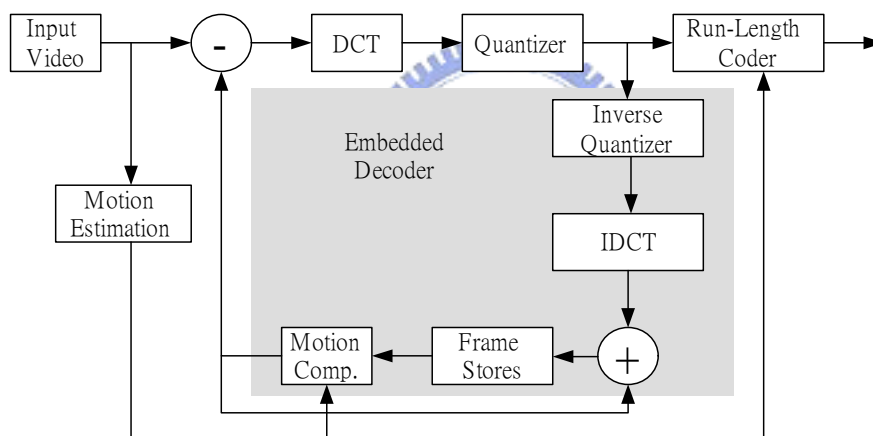 Input
Video
-
DCT
Quantizer
Run-Length
Coder
Embedded
Decoder
Inverse
Quantizer
Motion
Estimation
IDCT
Motion
Comp.
Frame
Stores
+